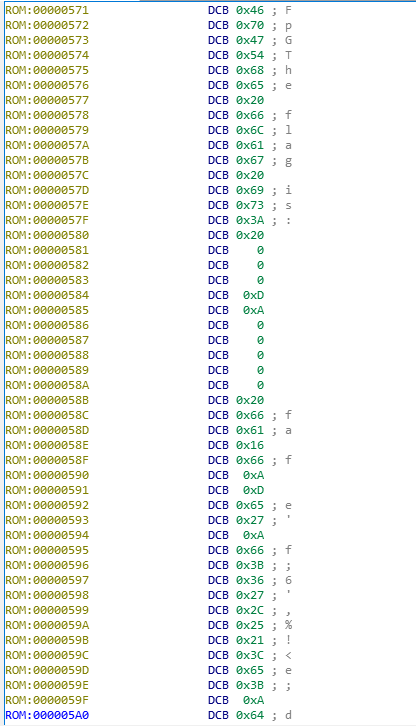 ROM:00000571 DCB 0x46 ; F
ROM:00000572 DCB 0x70 ; p
ROM:00000573 DCB 0x47 ; G
ROM:00000574 DCB 0x54 ; T
ROM:00000575 DCB 0x68 ; h
ROM:00000576 DCB 0x65 ; e
ROM:00000577 DCB 0x20
ROM:00000578 DCB 0x66 ; f
ROM:00000579 DCB 0x6C ; l
ROM:0000057A DCB 0x61 ; a
ROM:0000057B DCB 0x67 ; g
ROM:0000057C DCB 0x20
ROM:0000057D DCB 0x69 ; i
ROM:0000057E DCB 0x73 ; s
ROM:0000057F DCB 0x3A ; :
ROM:00000580 DCB 0x20
ROM:00000581 DCB 0
ROM:00000582 DCB 0
ROM:00000583 DCB 0
ROM:00000584 DCB 0xD
ROM:00000585 DCB 0xA
ROM:00000586 DCB 0
ROM:00000587 DCB 0
ROM:00000588 DCB 0
ROM:00000589 DCB 0
ROM:0000058A DCB 0
ROM:0000058B DCB 0x20
ROM:0000058C DCB 0x66 ; f
ROM:0000058D DCB 0x61 ; a
ROM:0000058E DCB 0x16
ROM:0000058F DCB 0x66 ; f
ROM:00000590 DCB 0xA
ROM:00000591 DCB 0xD
ROM:00000592 DCB 0x65 ; e
ROM:00000593 DCB 0x27 ; '
ROM:00000594 DCB 0xA
ROM:00000595 DCB 0x66 ; f
ROM:00000596 DCB 0x3B ; ;
ROM:00000597 DCB 0x36 ; 6
ROM:00000598 DCB 0x27 ; '
ROM:00000599 DCB 0x2C ; ,
ROM:0000059A DCB 0x25 ; %
ROM:0000059B DCB 0x21 ; !
ROM:0000059C DCB 0x3C ; <
ROM:0000059D DCB 0x65 ; e
ROM:0000059E DCB 0x3B ; ;
ROM:0000059F DCB 0xA
ROM:000005A0 DCB 0x64 ; d